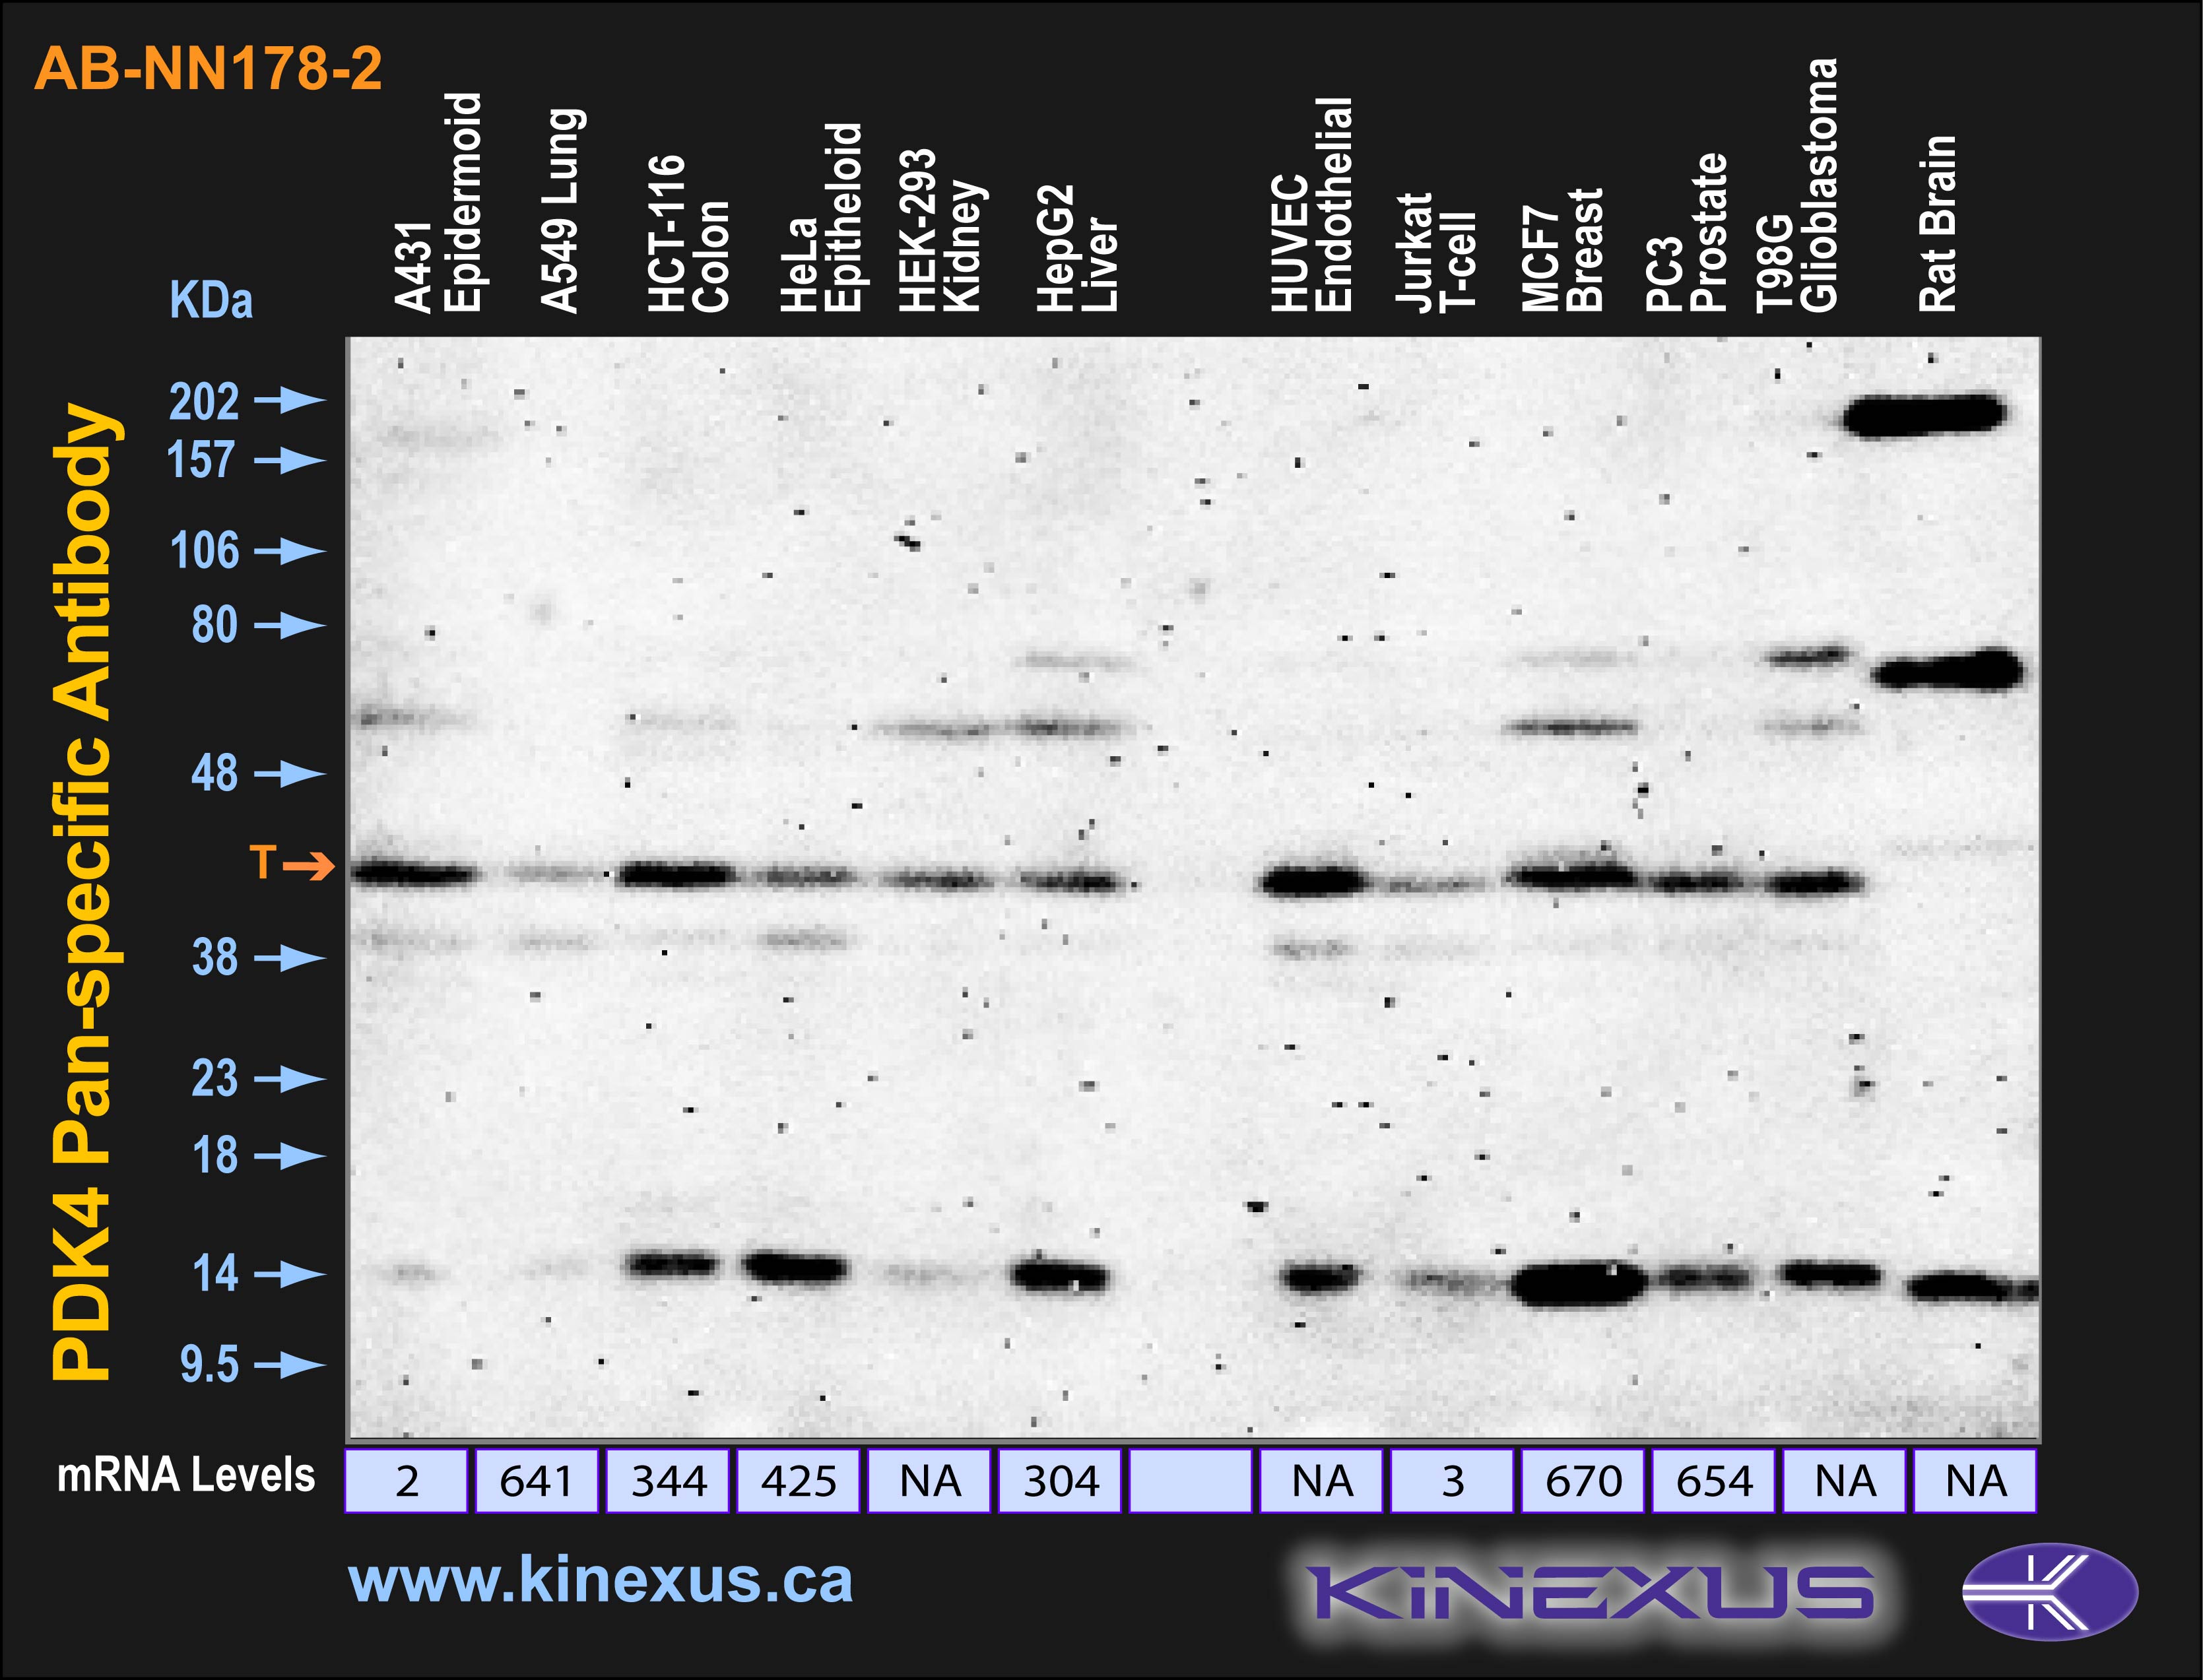 AB-NN178-2
A431
Epidermoid
A549 Lung
HCT-116
Colon
HeLa
Epitheloid
HEK-293
Kidney
HepG2
Liver
HUVEC
Endothelial
Jurkat
T-cell
MCF7
Breast
PC3
Prostate
T98G
Glioblastoma
Rat Brain
KDa
202
157
106
80
48
T
38
23
18
14
9.5
PDK4 Pan-specific Antibody
mRNA Levels 2 641 344 425 NA 304 NA 3 670 654 NA NA
www.kinexus.ca
KiNEXUS
K